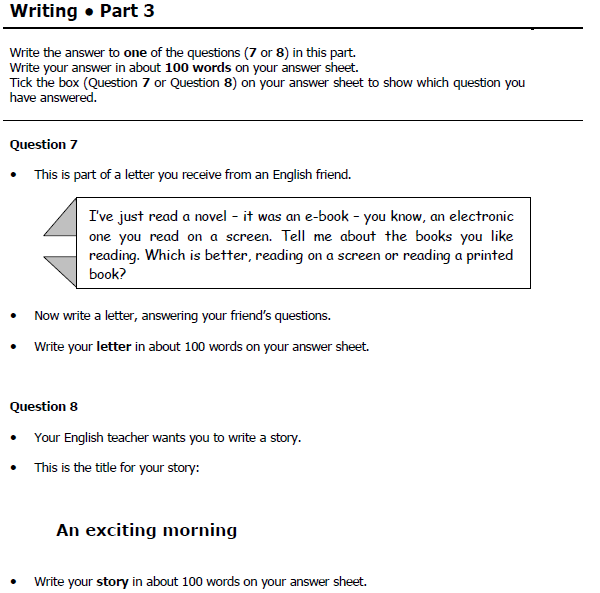 Writing ● Part 3
Write the answer to one of the questions (7 or 8) in this part.
Write your answer in about 100 words on your answer sheet.
Tick the box (Question 7 or Question 8) on your answer sheet to show which question you
have answered.
Question 7
• This is part of a letter you receive from an English friend.
I've just read a novel – it was an e-book – you know, an electronic
one you read on a screen. Tell me about the books you like
reading. Which is better, reading on a screen or reading a printed
book?
• Now write a letter, answering your friend's questions.
• Write your letter in about 100 words on your answer sheet.
Question 8
• Your English teacher wants you to write a story.
• This is the title for your story:
An exciting morning
• Write your story in about 100 words on your answer sheet.